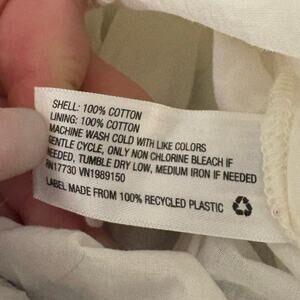 SHELL: 100% COTTON
LINING: 100% COTTON
MACHINE WASH COLD WITH LIKE COLORS
GENTLE CYCLE, ONLY NON CHLORINE BLEACH IF
NEEDED, TUMBLE DRY LOW, MEDIUM IRON IF NEEDED
RN17730 VN1989150
LABEL MADE FROM 100% RECYCLED PLASTIC